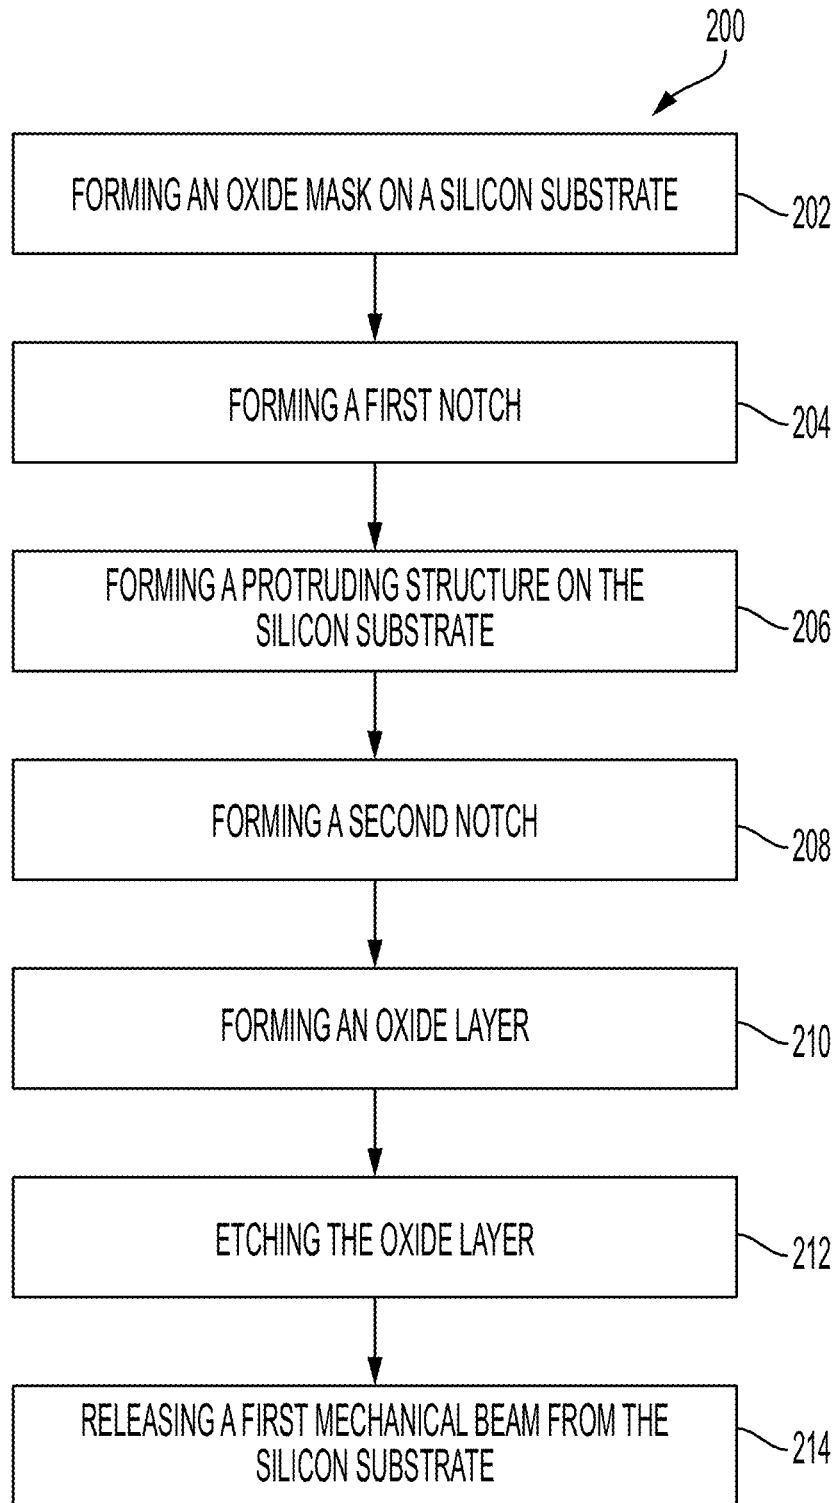 200
FORMING AN OXIDE MASK ON A SILICON SUBSTRATE
202
FORMING A FIRST NOTCH
204
FORMING A PROTRUDING STRUCTURE ON THE
SILICON SUBSTRATE
206
FORMING A SECOND NOTCH
208
FORMING AN OXIDE LAYER
210
ETCHING THE OXIDE LAYER
212
RELEASING A FIRST MECHANICAL BEAM FROM THE
SILICON SUBSTRATE
214